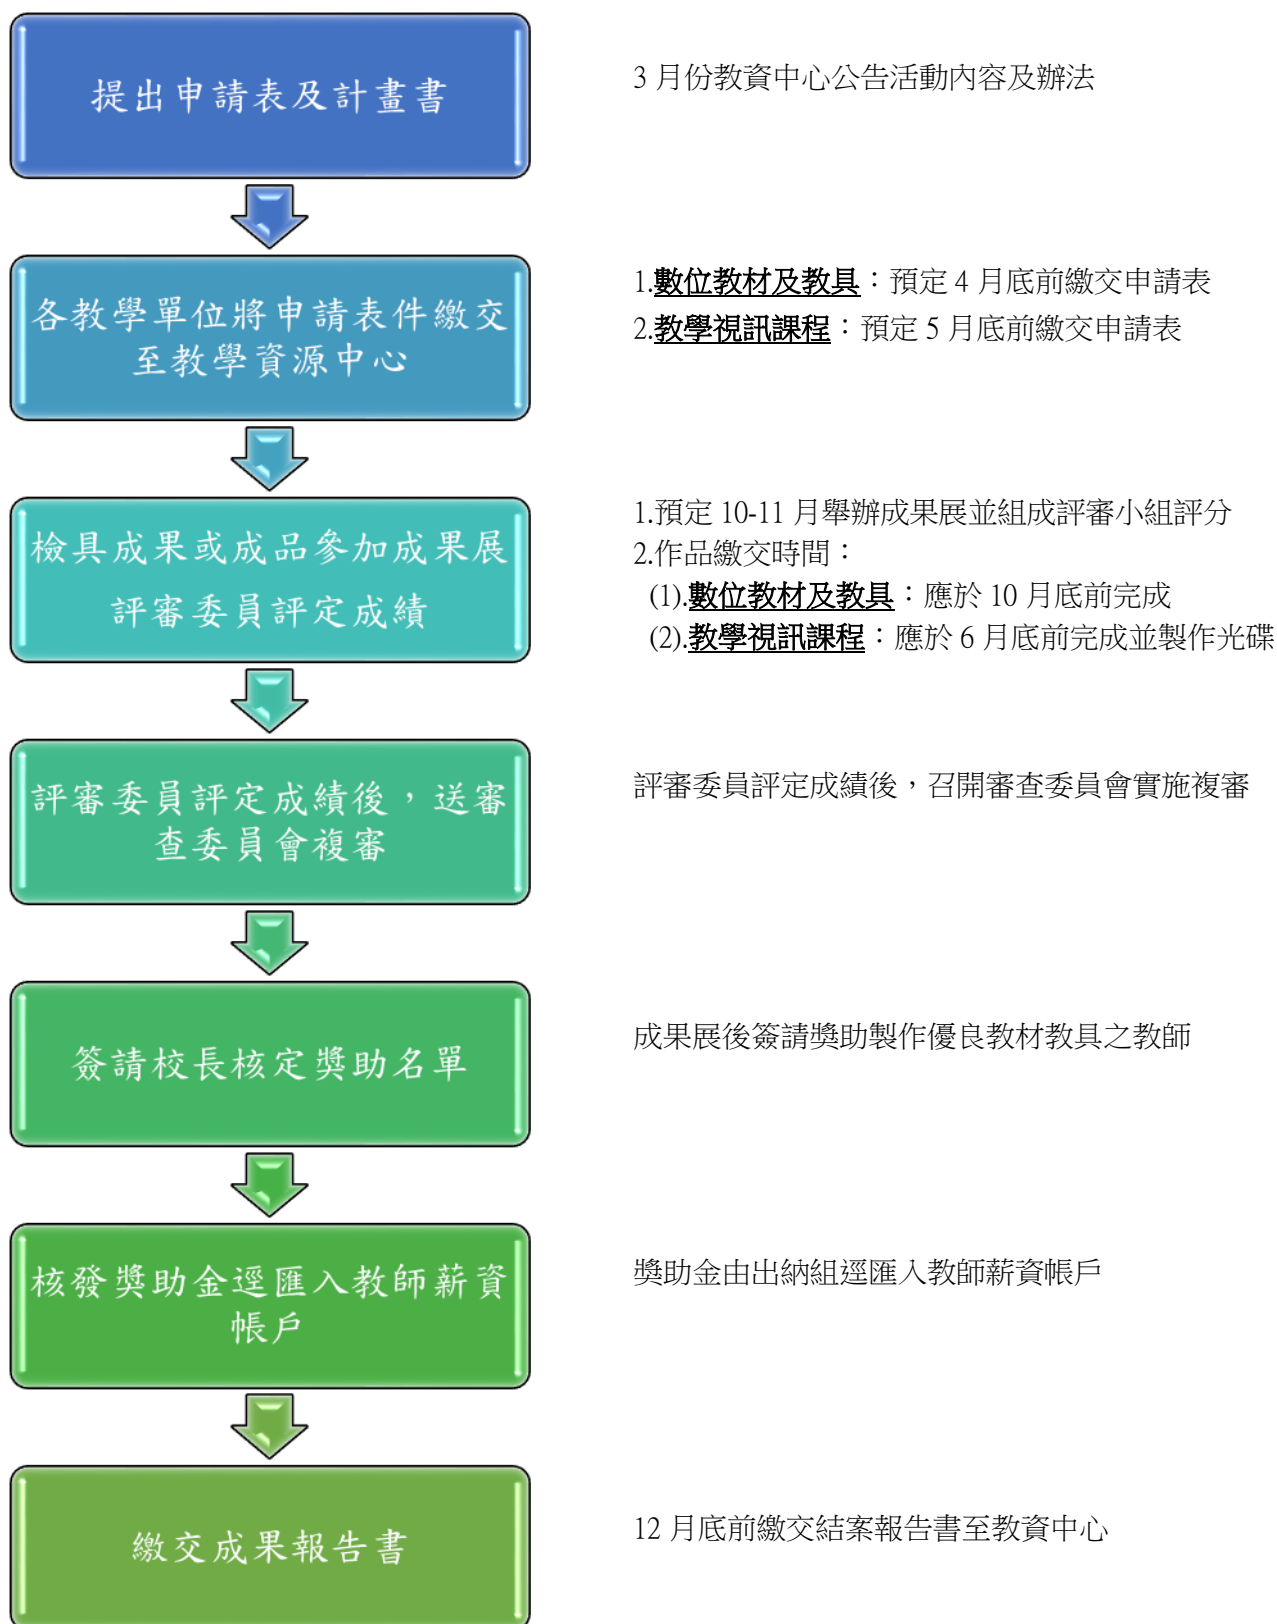 提出申請表及計畫書
3 月份教資中心公告活動內容及辦法
各教學單位將申請表件繳交
至教學資源中心
1.數位教材及教具：預定 4 月底前繳交申請表
2.教學視訊課程：預定 5 月底前繳交申請表
檢具成果或成品參加成果展
評審委員評定成績
1.預定 10-11 月舉辦成果展並組成評審小組評分
2.作品繳交時間：
(1).數位教材及教具：應於 10 月底前完成
(2).教學視訊課程：應於 6 月底前完成並製作光碟
評審委員評定成績後，送審
查委員會複審
評審委員評定成績後，召開審查委員會實施複審
簽請校長核定獎助名單
成果展後簽請獎助製作優良教材教具之教師
核發獎助金逕匯入教師薪資
帳戶
獎助金由出納組逕匯入教師薪資帳戶
繳交成果報告書
12 月底前繳交結案報告書至教資中心